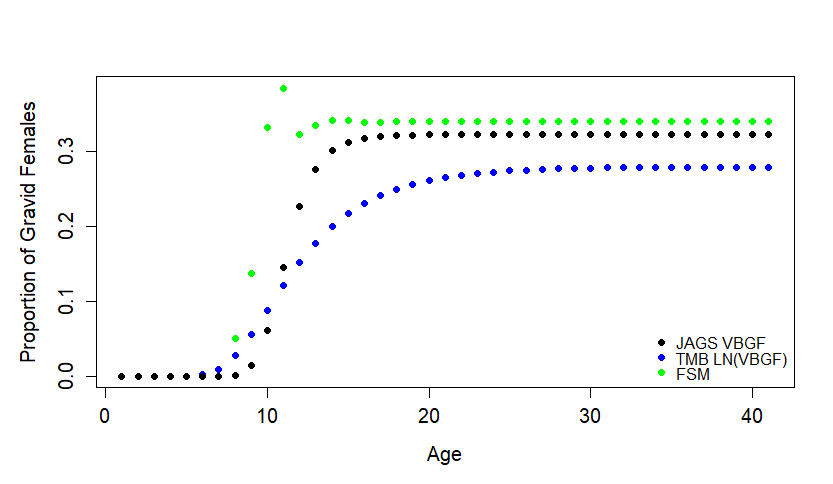 Proportion of Gravid Females
0.3
0.2
0.1
0.0
JAGS VBGF
TMB LN(VBGF)
FSM
0 10 20 30 40
Age